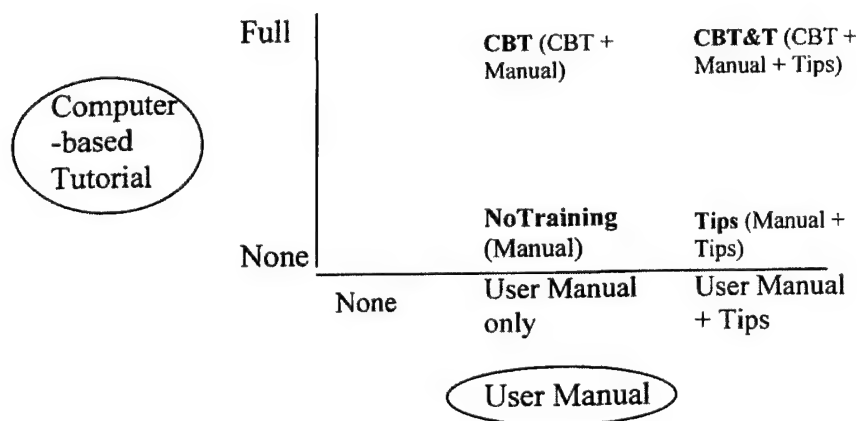 Full
CBT (CBT +
Manual)
CBT&T (CBT +
Manual + Tips)
Computer
-based
Tutorial
NoTraining
(Manual)
Tips (Manual +
Tips)
None
None
User Manual
only
User Manual
+ Tips
User Manual